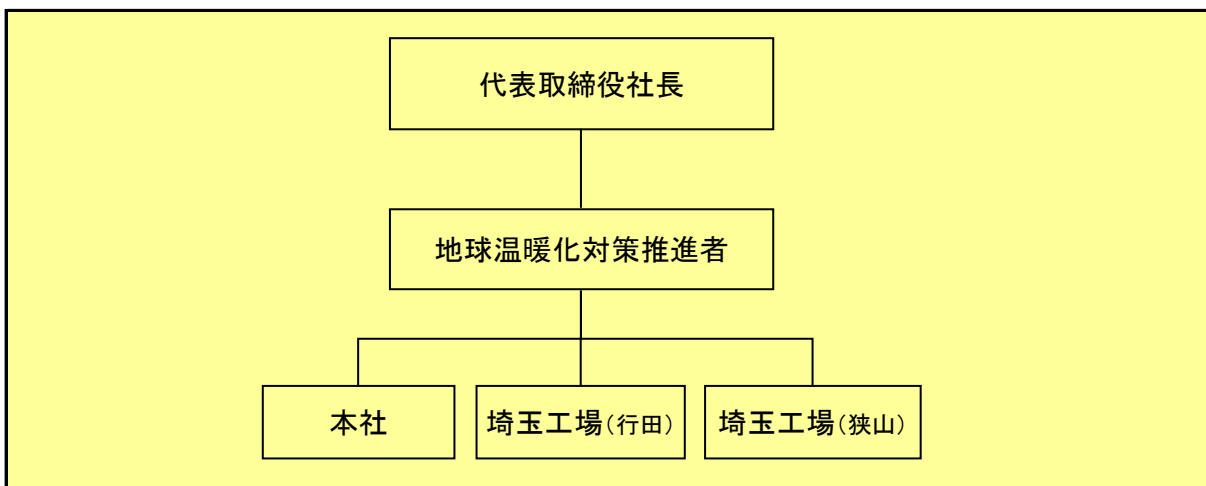 代表取締役社長
地球温暖化対策推進者
本社
埼玉工場（行田）
埼玉工場（狭山）